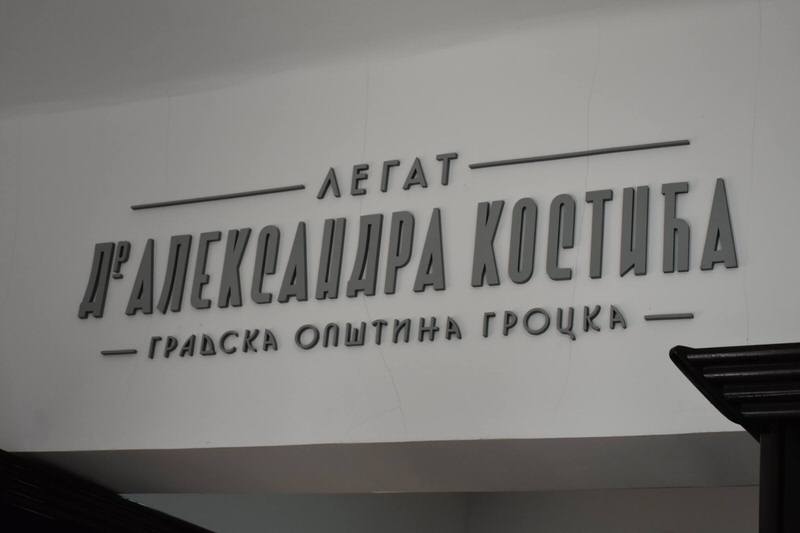 ЛЕГАТ
Др АЛЕКСАНДРА КОСТИЋА
ГРАДСКА ОПШТИНА ГРОЦКА